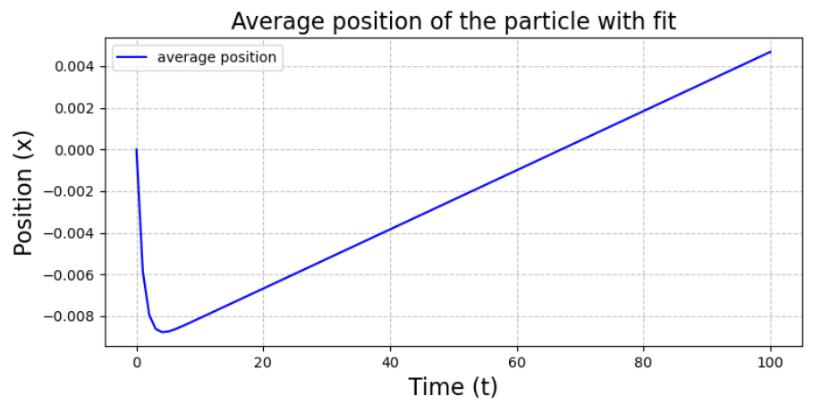 Average position of the particle with fit
average position
Position (x)
0.004
0.002
0.000
−0.002
−0.004
−0.006
−0.008
0 20 40 60 80 100
Time (t)